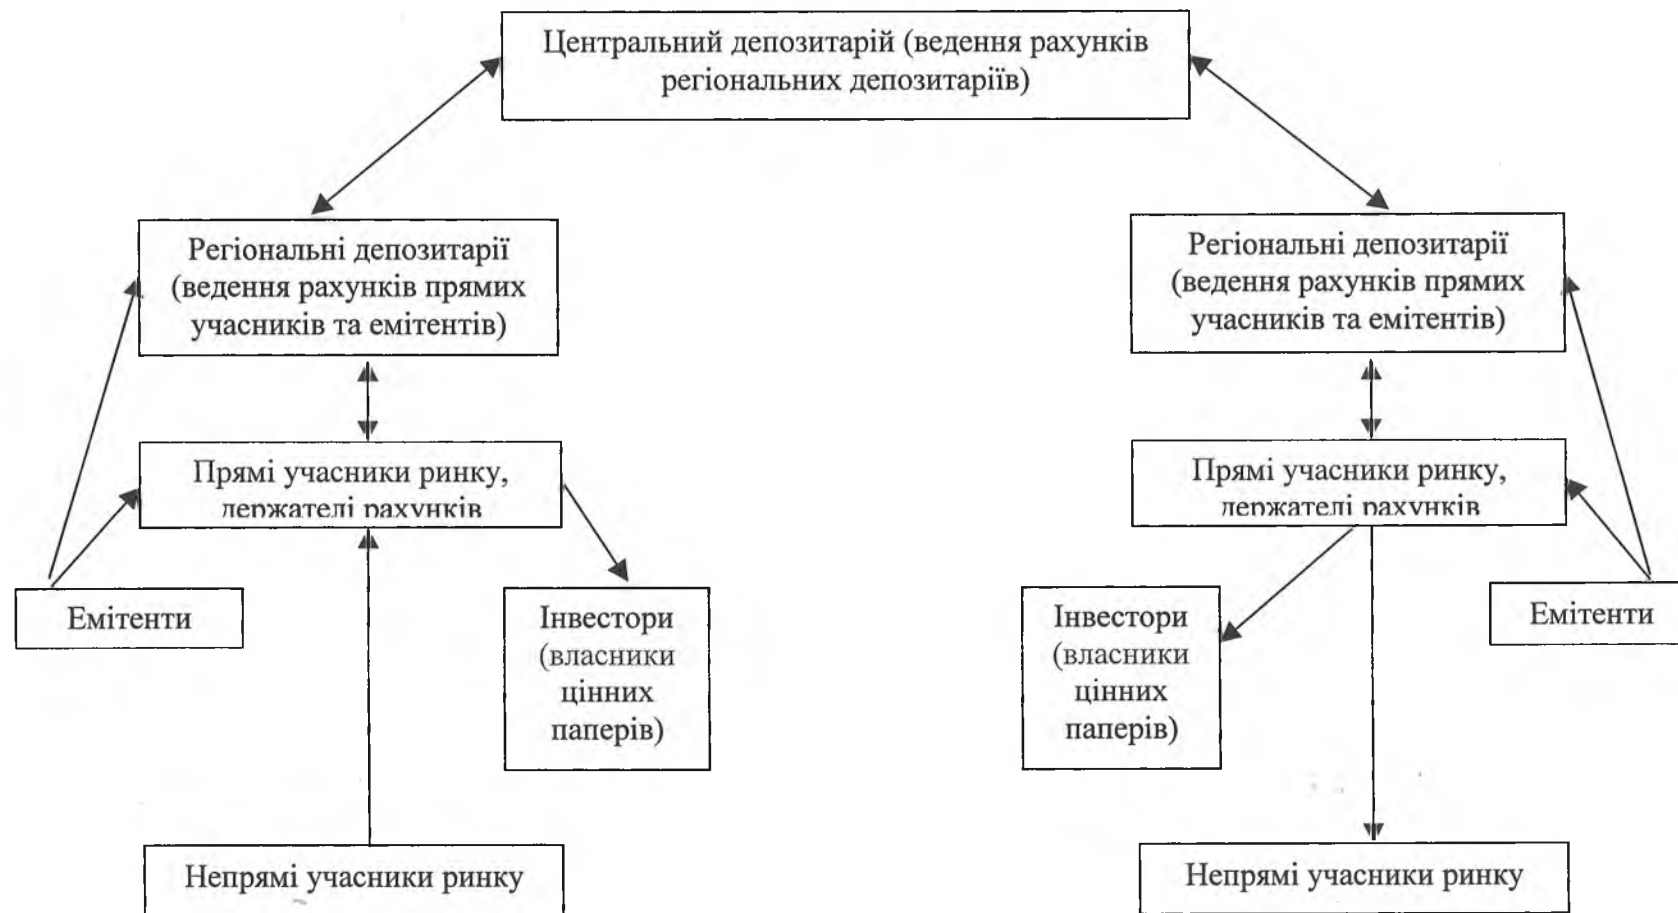 Центральний депозитарій (ведення рахунків
регіональних депозитаріїв)
Регіональні депозитарії
(ведення рахунків прямих
учасників та емітентів)
Регіональні депозитарії
(ведення рахунків прямих
учасників та емітентів)
Прямі учасники ринку,
держателі рахунків
Прямі учасники ринку,
держателі рахунків
Емітенти
Інвестори
(власники
цінних
паперів)
Інвестори
(власники
цінних
паперів)
Емітенти
Непрямі учасники ринку
Непрямі учасники ринку